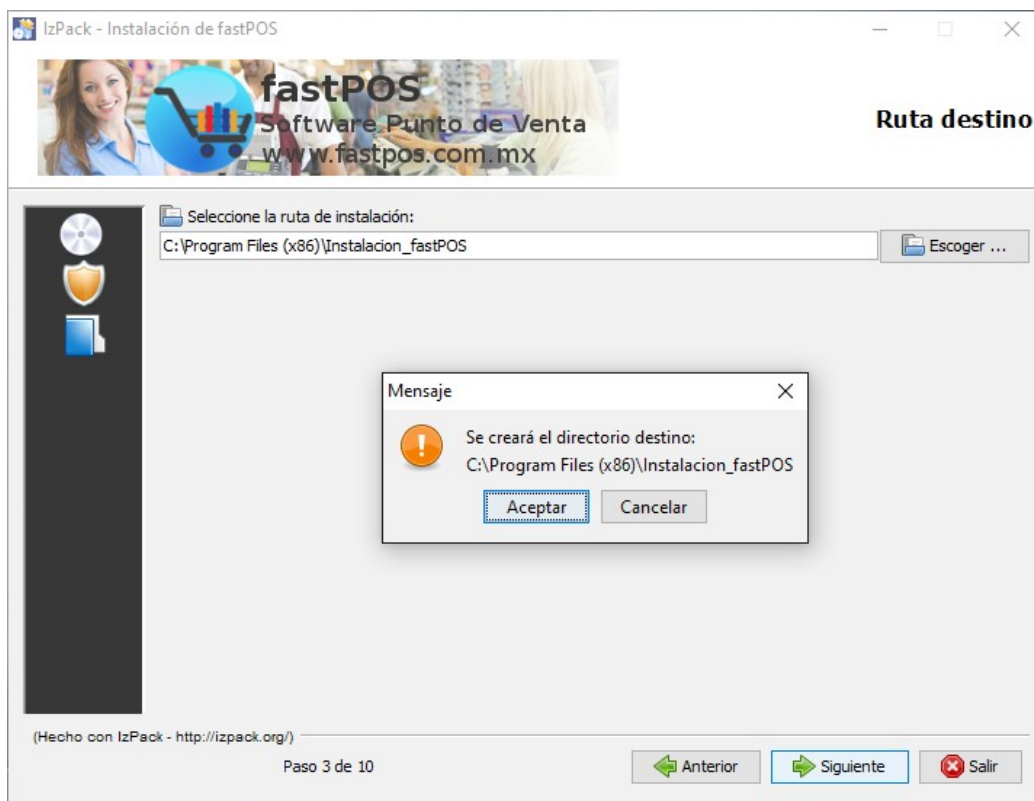 IzPack - Instalación de fastPOS
fastPOS
Software Punto de Venta
www.fastpos.com.mx
Ruta destino
Seleccione la ruta de instalación:
C:\Program Files (x86)\Instalacion_fastPOS
Escoger ...
Mensaje
Se creará el directorio destino:
C:\Program Files (x86)\Instalacion_fastPOS
Aceptar
Cancelar
(Hecho con IzPack - http://izpack.org/)
Paso 3 de 10
Anterior
Siguiente
Salir